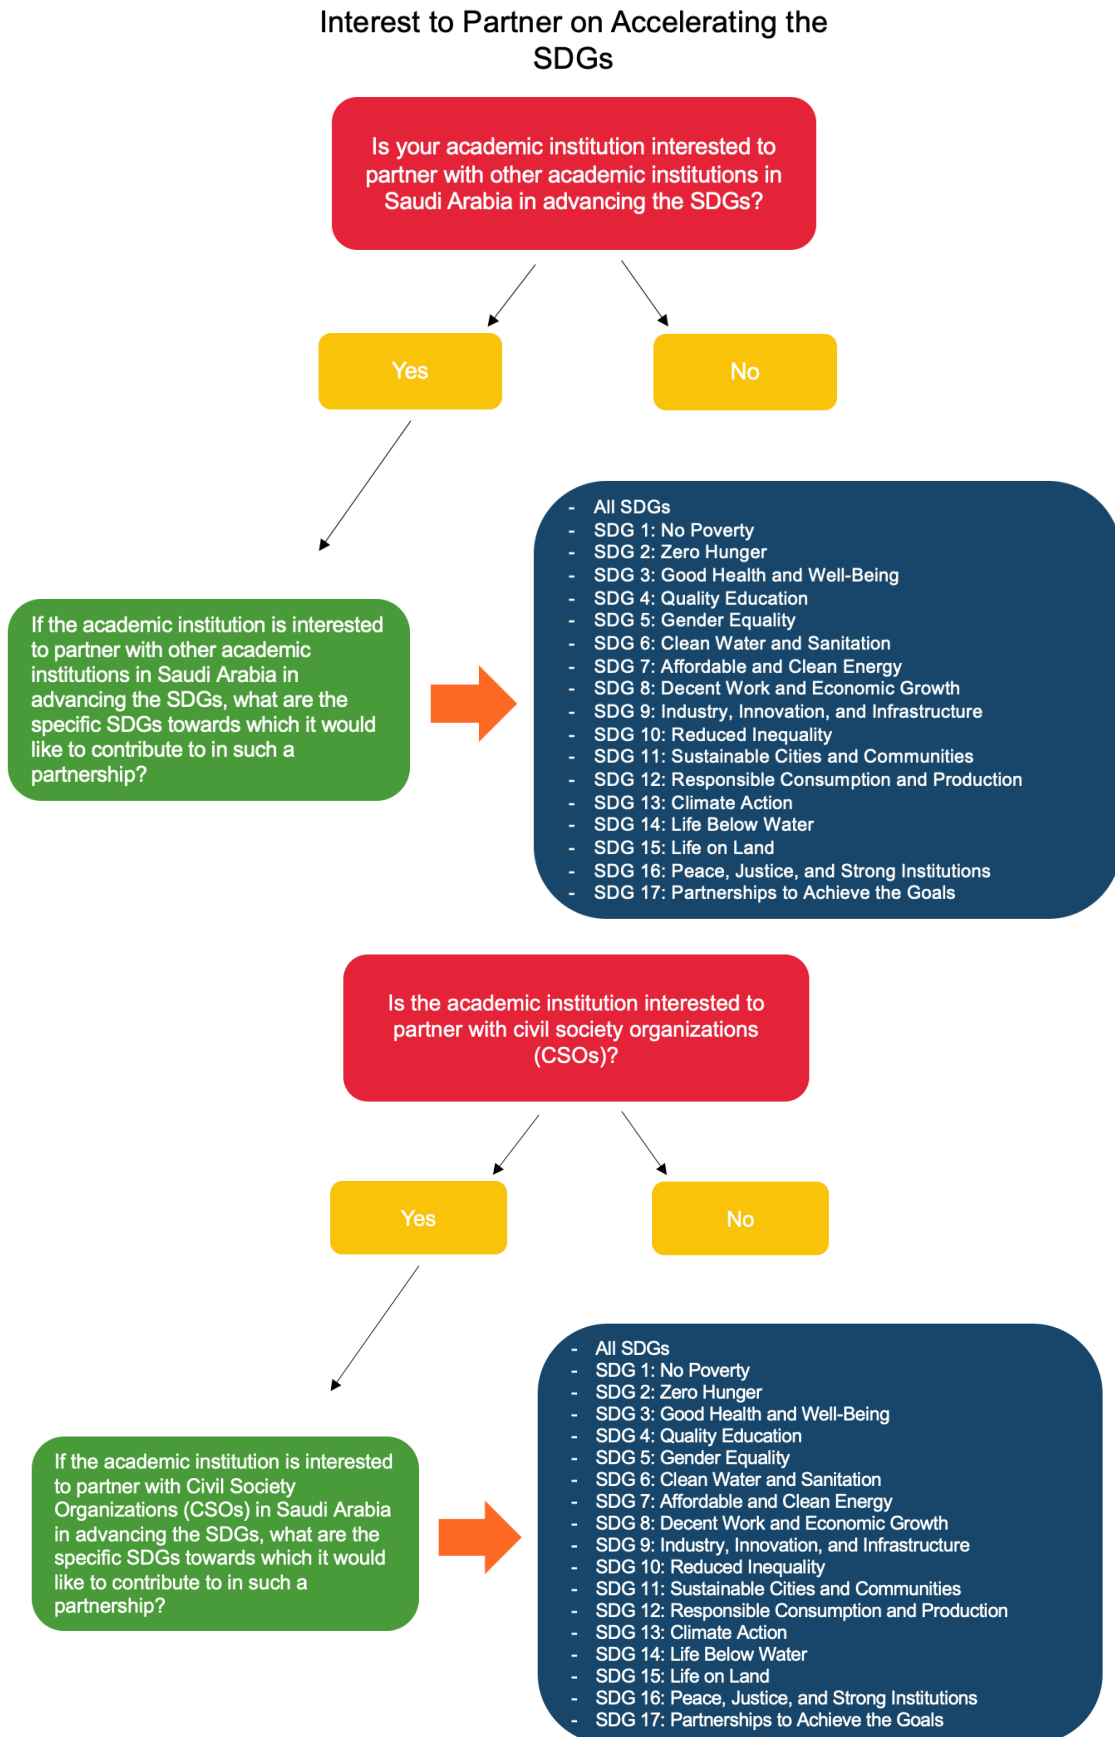 Interest to Partner on Accelerating the
SDGs
Is your academic institution interested to
partner with other academic institutions in
Saudi Arabia in advancing the SDGs?
Yes
No
If the academic institution is interested
to partner with other academic
institutions in Saudi Arabia in
advancing the SDGs, what are the
specific SDGs towards which it would
like to contribute to in such a
partnership?
- All SDGs
- SDG 1: No Poverty
- SDG 2: Zero Hunger
- SDG 3: Good Health and Well-Being
- SDG 4: Quality Education
- SDG 5: Gender Equality
- SDG 6: Clean Water and Sanitation
- SDG 7: Affordable and Clean Energy
- SDG 8: Decent Work and Economic Growth
- SDG 9: Industry, Innovation, and Infrastructure
- SDG 10: Reduced Inequality
- SDG 11: Sustainable Cities and Communities
- SDG 12: Responsible Consumption and Production
- SDG 13: Climate Action
- SDG 14: Life Below Water
- SDG 15: Life on Land
- SDG 16: Peace, Justice, and Strong Institutions
- SDG 17: Partnerships to Achieve the Goals
Is the academic institution interested to
partner with civil society organizations
(CSOs)?
Yes
No
If the academic institution is interested
to partner with Civil Society
Organizations (CSOs) in Saudi Arabia
in advancing the SDGs, what are the
specific SDGs towards which it would
like to contribute to in such a
partnership?
- All SDGs
- SDG 1: No Poverty
- SDG 2: Zero Hunger
- SDG 3: Good Health and Well-Being
- SDG 4: Quality Education
- SDG 5: Gender Equality
- SDG 6: Clean Water and Sanitation
- SDG 7: Affordable and Clean Energy
- SDG 8: Decent Work and Economic Growth
- SDG 9: Industry, Innovation, and Infrastructure
- SDG 10: Reduced Inequality
- SDG 11: Sustainable Cities and Communities
- SDG 12: Responsible Consumption and Production
- SDG 13: Climate Action
- SDG 14: Life Below Water
- SDG 15: Life on Land
- SDG 16: Peace, Justice, and Strong Institutions
- SDG 17: Partnerships to Achieve the Goals